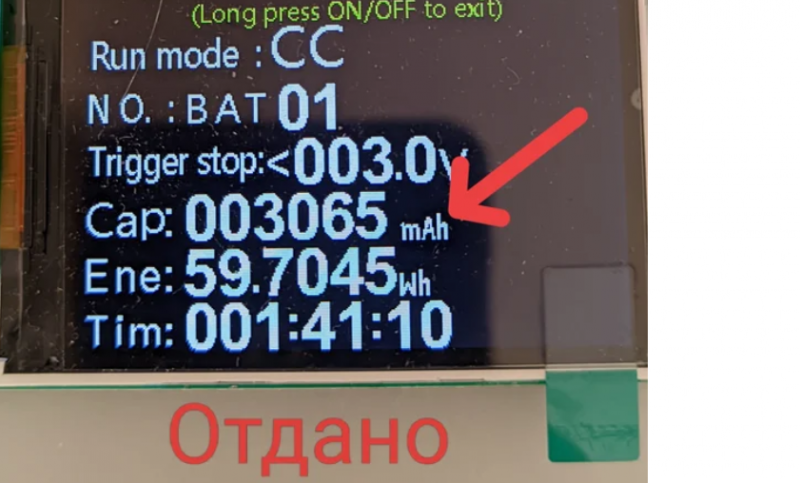 (Long press ON/OFF to exit)
Run mode : CC
NO. : BAT 01
Trigger stop:<003.0v
Cap: 003065 mAh
Ene: 59.7045Wh
Tim: 001:41:10
Отдано